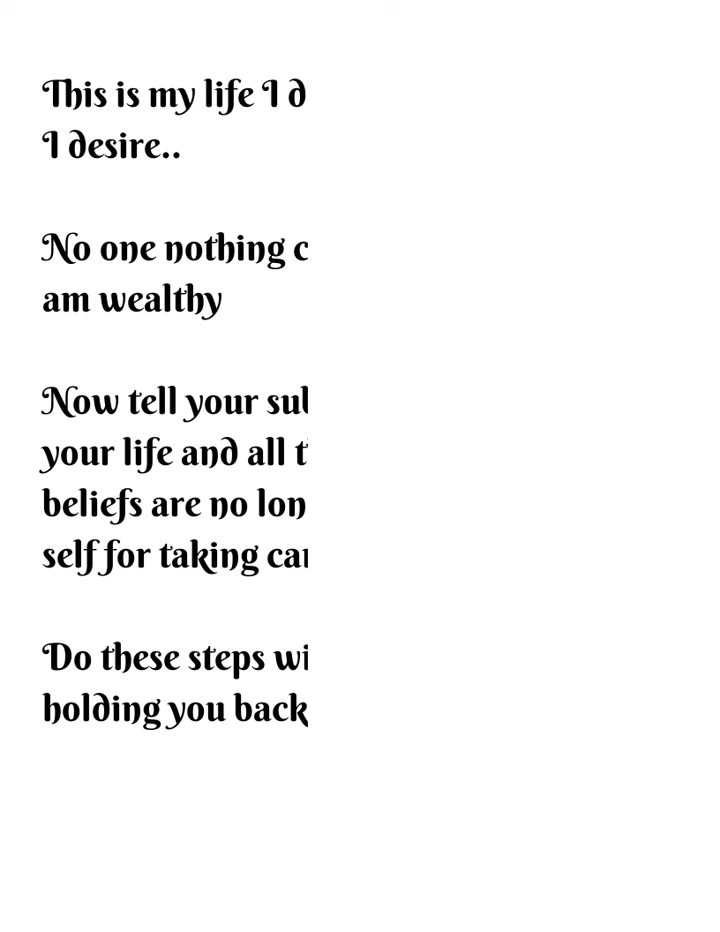 This is my life I d
I desire..
No one nothing c
am wealthy
Now tell your
your life and all
beliefs are no lon
self for taking
Do these steps
holding you back